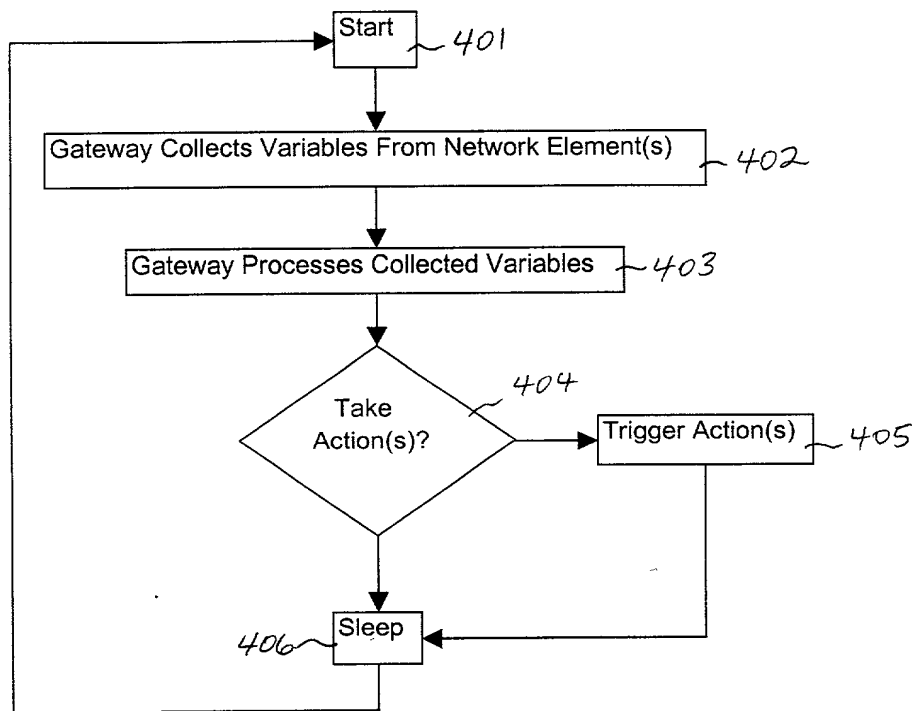 Start
401
Gateway Collects Variables From Network Element(s)
402
Gateway Processes Collected Variables
403
404
Take
Action(s)?
Trigger Action(s)
405
Sleep
406